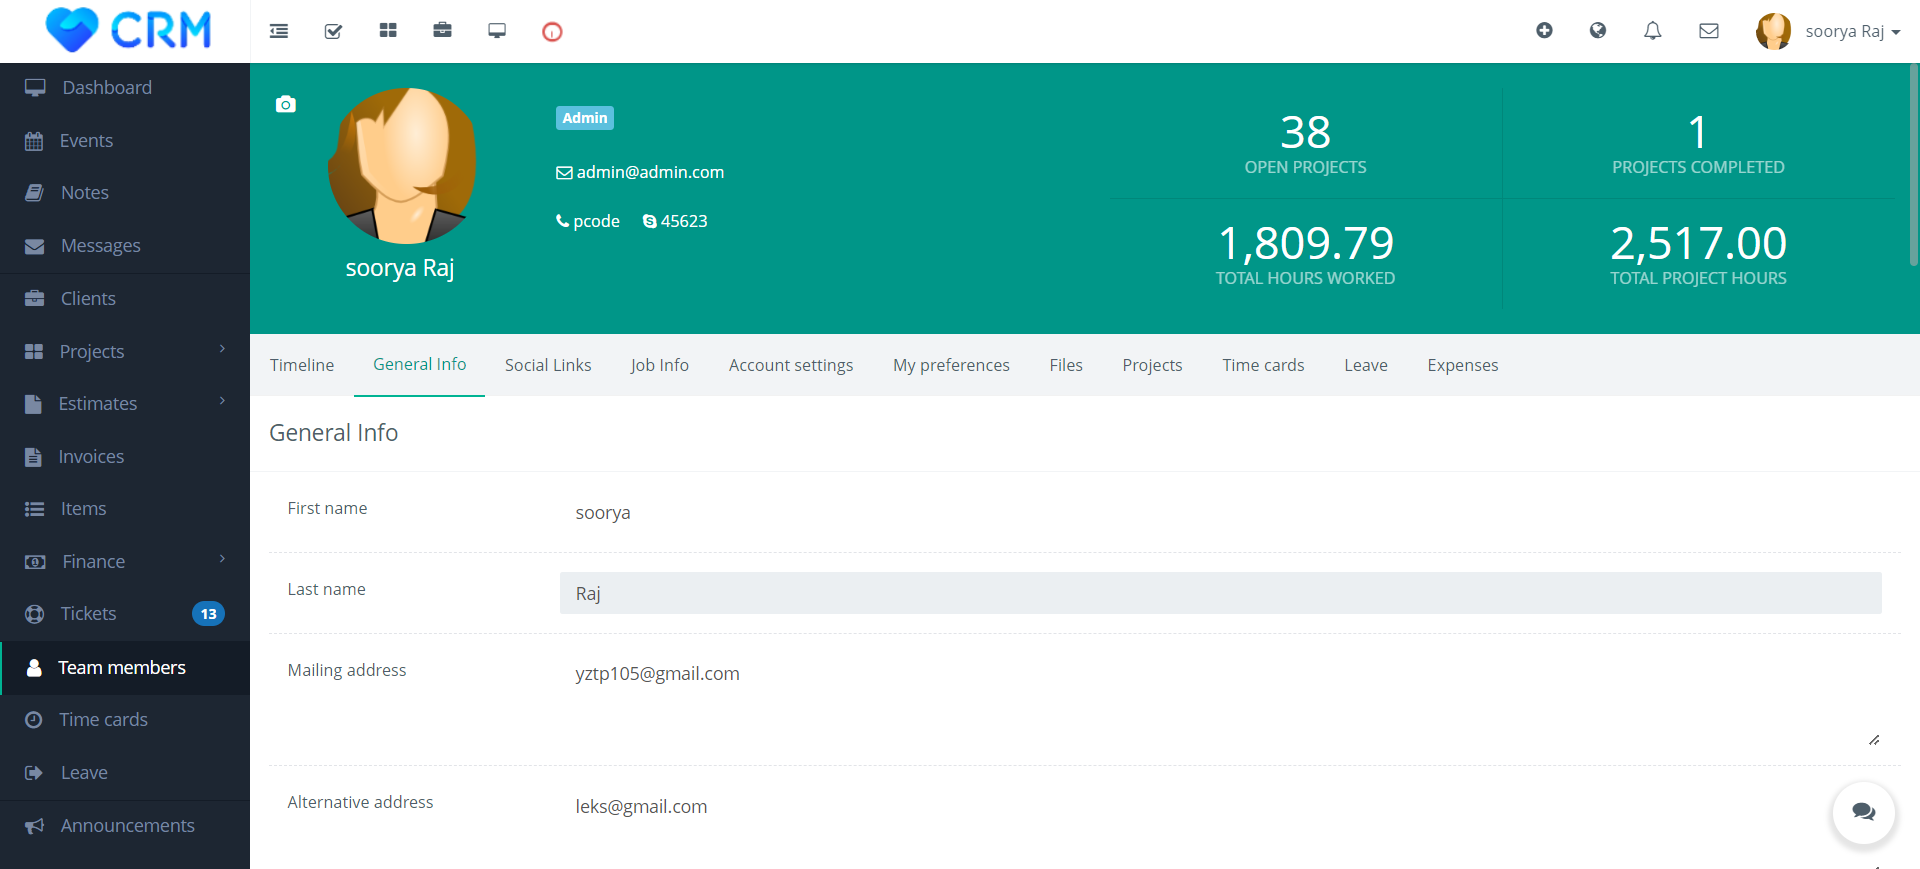 CRM
soorya Raj
Dashboard
Events
Notes
Messages
Clients
Projects
Estimates
Invoices
Items
Finance
Tickets 13
Team members
Time cards
Leave
Announcements
soorya Raj
Admin
admin@admin.com
pcode 45623
38
OPEN PROJECTS
1
PROJECTS COMPLETED
1,809.79
TOTAL HOURS WORKED
2,517.00
TOTAL PROJECT HOURS
Timeline General Info Social Links Job Info Account settings My preferences Files Projects Time cards Leave Expenses
General Info
First name soorya
Last name Raj
Mailing address yztp105@gmail.com
Alternative address leks@gmail.com